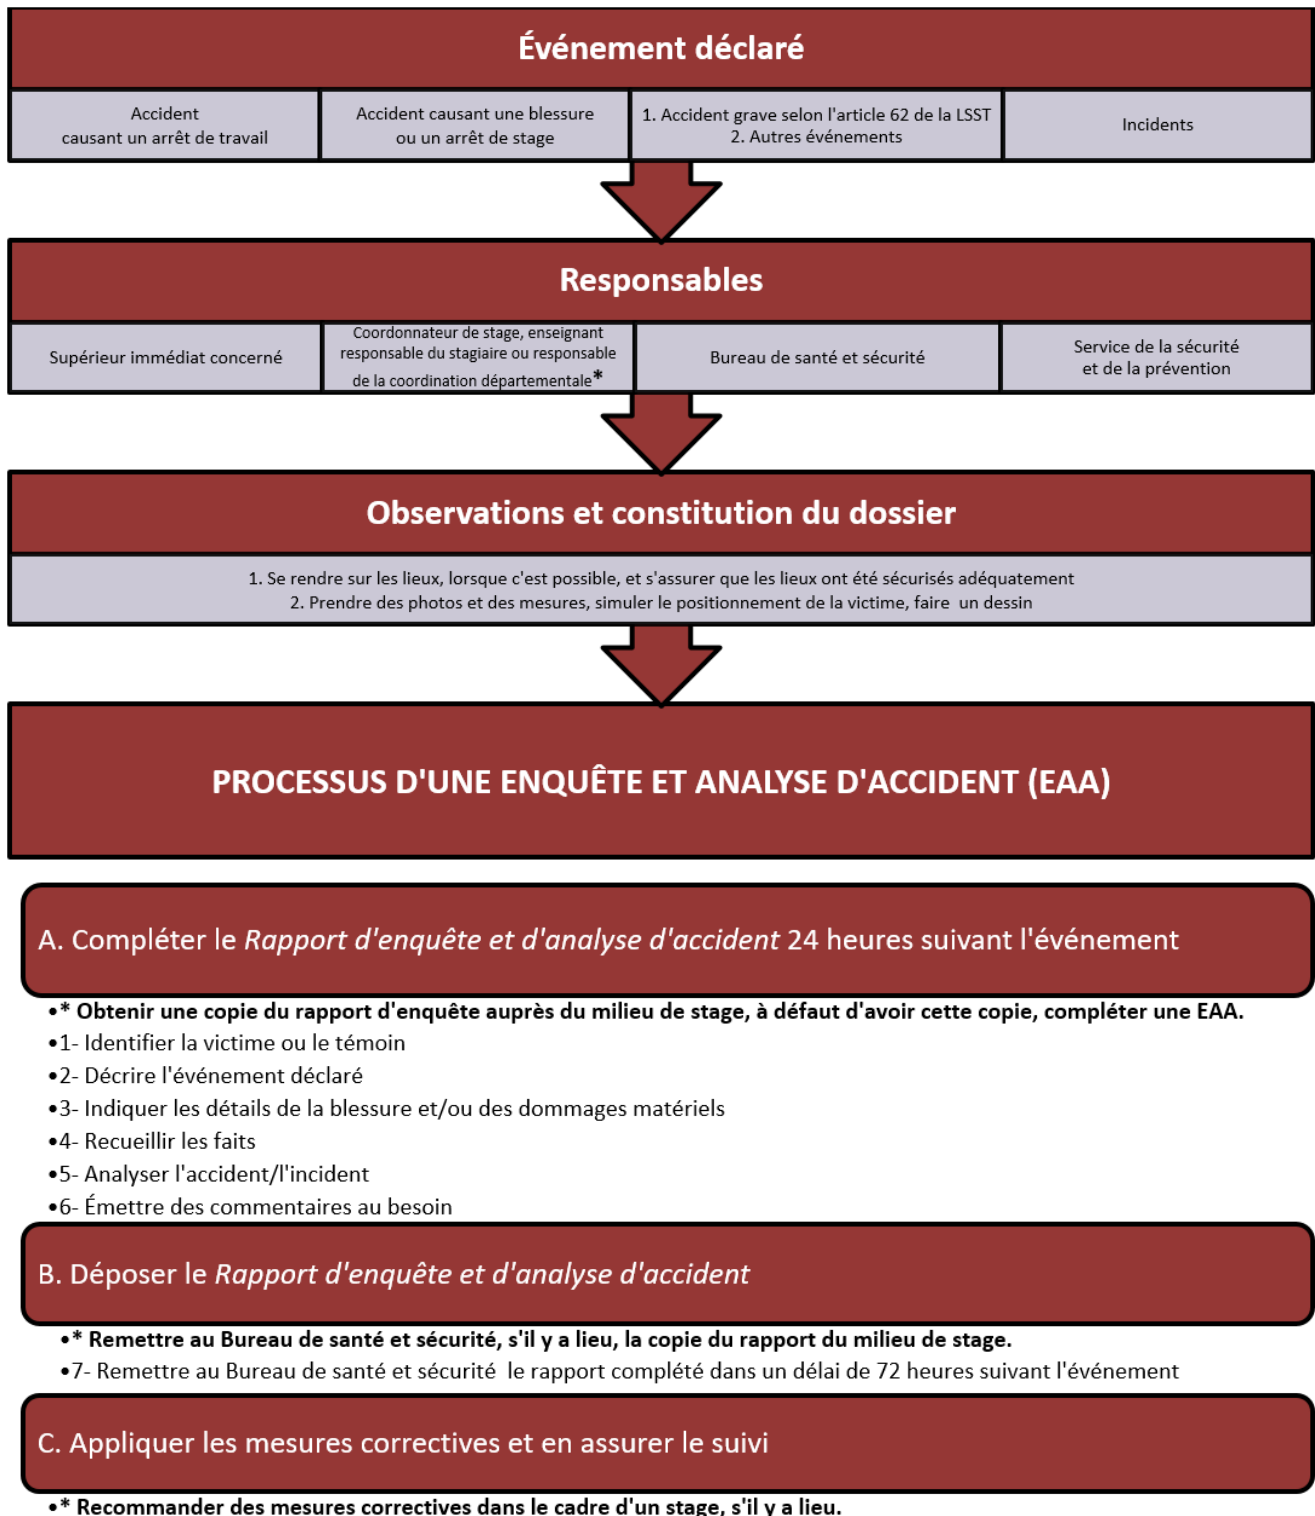 Événement déclaré
Accident
causant un arrêt de travail
Accident causant une blessure
ou un arrêt de stage
1. Accident grave selon l'article 62 de la LSST
2. Autres événements
Incidents
Responsables
Supérieur immédiat concerné
Coordonnateur de stage, enseignant
responsable du stagiaire ou responsable
de la coordination départementale*
Bureau de santé et sécurité
Service de la sécurité
et de la prévention
Observations et constitution du dossier
1. Se rendre sur les lieux, lorsque c'est possible, et s'assurer que les lieux ont été sécurisés adéquatement
2. Prendre des photos et des mesures, simuler le positionnement de la victime, faire un dessin
PROCESSUS D'UNE ENQUÊTE ET ANALYSE D'ACCIDENT (EAA)
A. Compléter le Rapport d'enquête et d'analyse d'accident 24 heures suivant l'événement
•* Obtenir une copie du rapport d'enquête auprès du milieu de stage, à défaut d'avoir cette copie, compléter une EAA.
•1- Identifier la victime ou le témoin
•2- Décrire l'événement déclaré
•3- Indiquer les détails de la blessure et/ou des dommages matériels
•4- Recueillir les faits
•5- Analyser l'accident/l'incident
•6- Émettre des commentaires au besoin
B. Déposer le Rapport d'enquête et d'analyse d'accident
•* Remettre au Bureau de santé et sécurité, s'il y a lieu, la copie du rapport du milieu de stage.
•7- Remettre au Bureau de santé et sécurité le rapport complété dans un délai de 72 heures suivant l'événement
C. Appliquer les mesures correctives et en assurer le suivi
•* Recommander des mesures correctives dans le cadre d'un stage, s'il y a lieu.